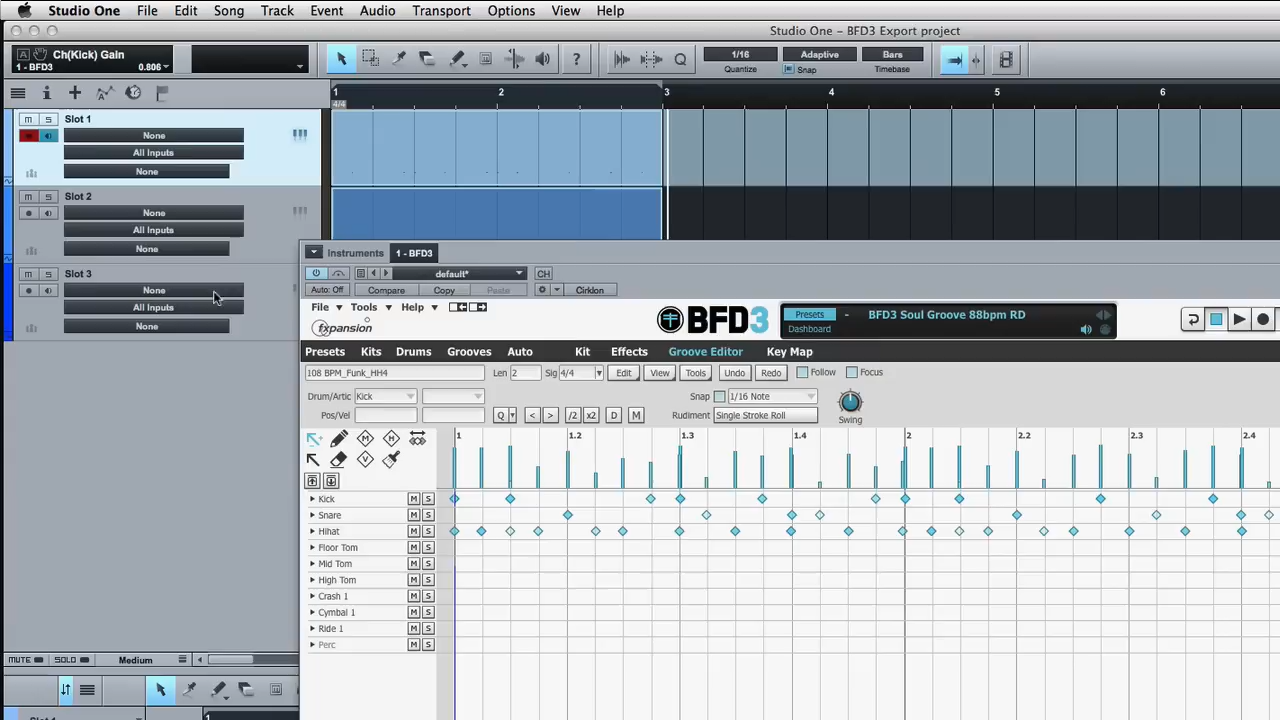 Studio One File Edit Song Track Event Audio Transport Options View Help
Studio One – BFD3 Export project
Ch(Kick) Gain
1 - BFD3 0.806
1/16 Adaptive Bars
Quantize Snap Timebase
1 2 3 4 5 6
4/4
M S Slot 1
None
All Inputs
None
M S Slot 2
None
All Inputs
None
M S Slot 3
None
All Inputs
None
Instruments 1 - BFD3
default* CH
Auto: Off Compare Copy Paste Cirklon
File Tools Help
fxpansion BFD3 Presets - BFD3 Soul Groove 88bpm RD
Dashboard
Presets Kits Drums Grooves Auto Kit Effects Groove Editor Key Map
108 BPM_Funk_HH4 Len 2 Sig 4/4 Edit View Tools Undo Redo Follow Focus
Drum/Artic Kick Snap 1/16 Note
Pos/Vel Q < > /2 x2 D M Rudiment Single Stroke Roll Swing
1 1.2 1.3 1.4 2 2.2 2.3 2.4
Kick M S
Snare M S
Hihat M S
Floor Tom M S
Mid Tom M S
High Tom M S
Crash 1 M S
Cymbal 1 M S
Ride 1 M S
Perc M S
MUTE SOLO Medium
Slot 1 1